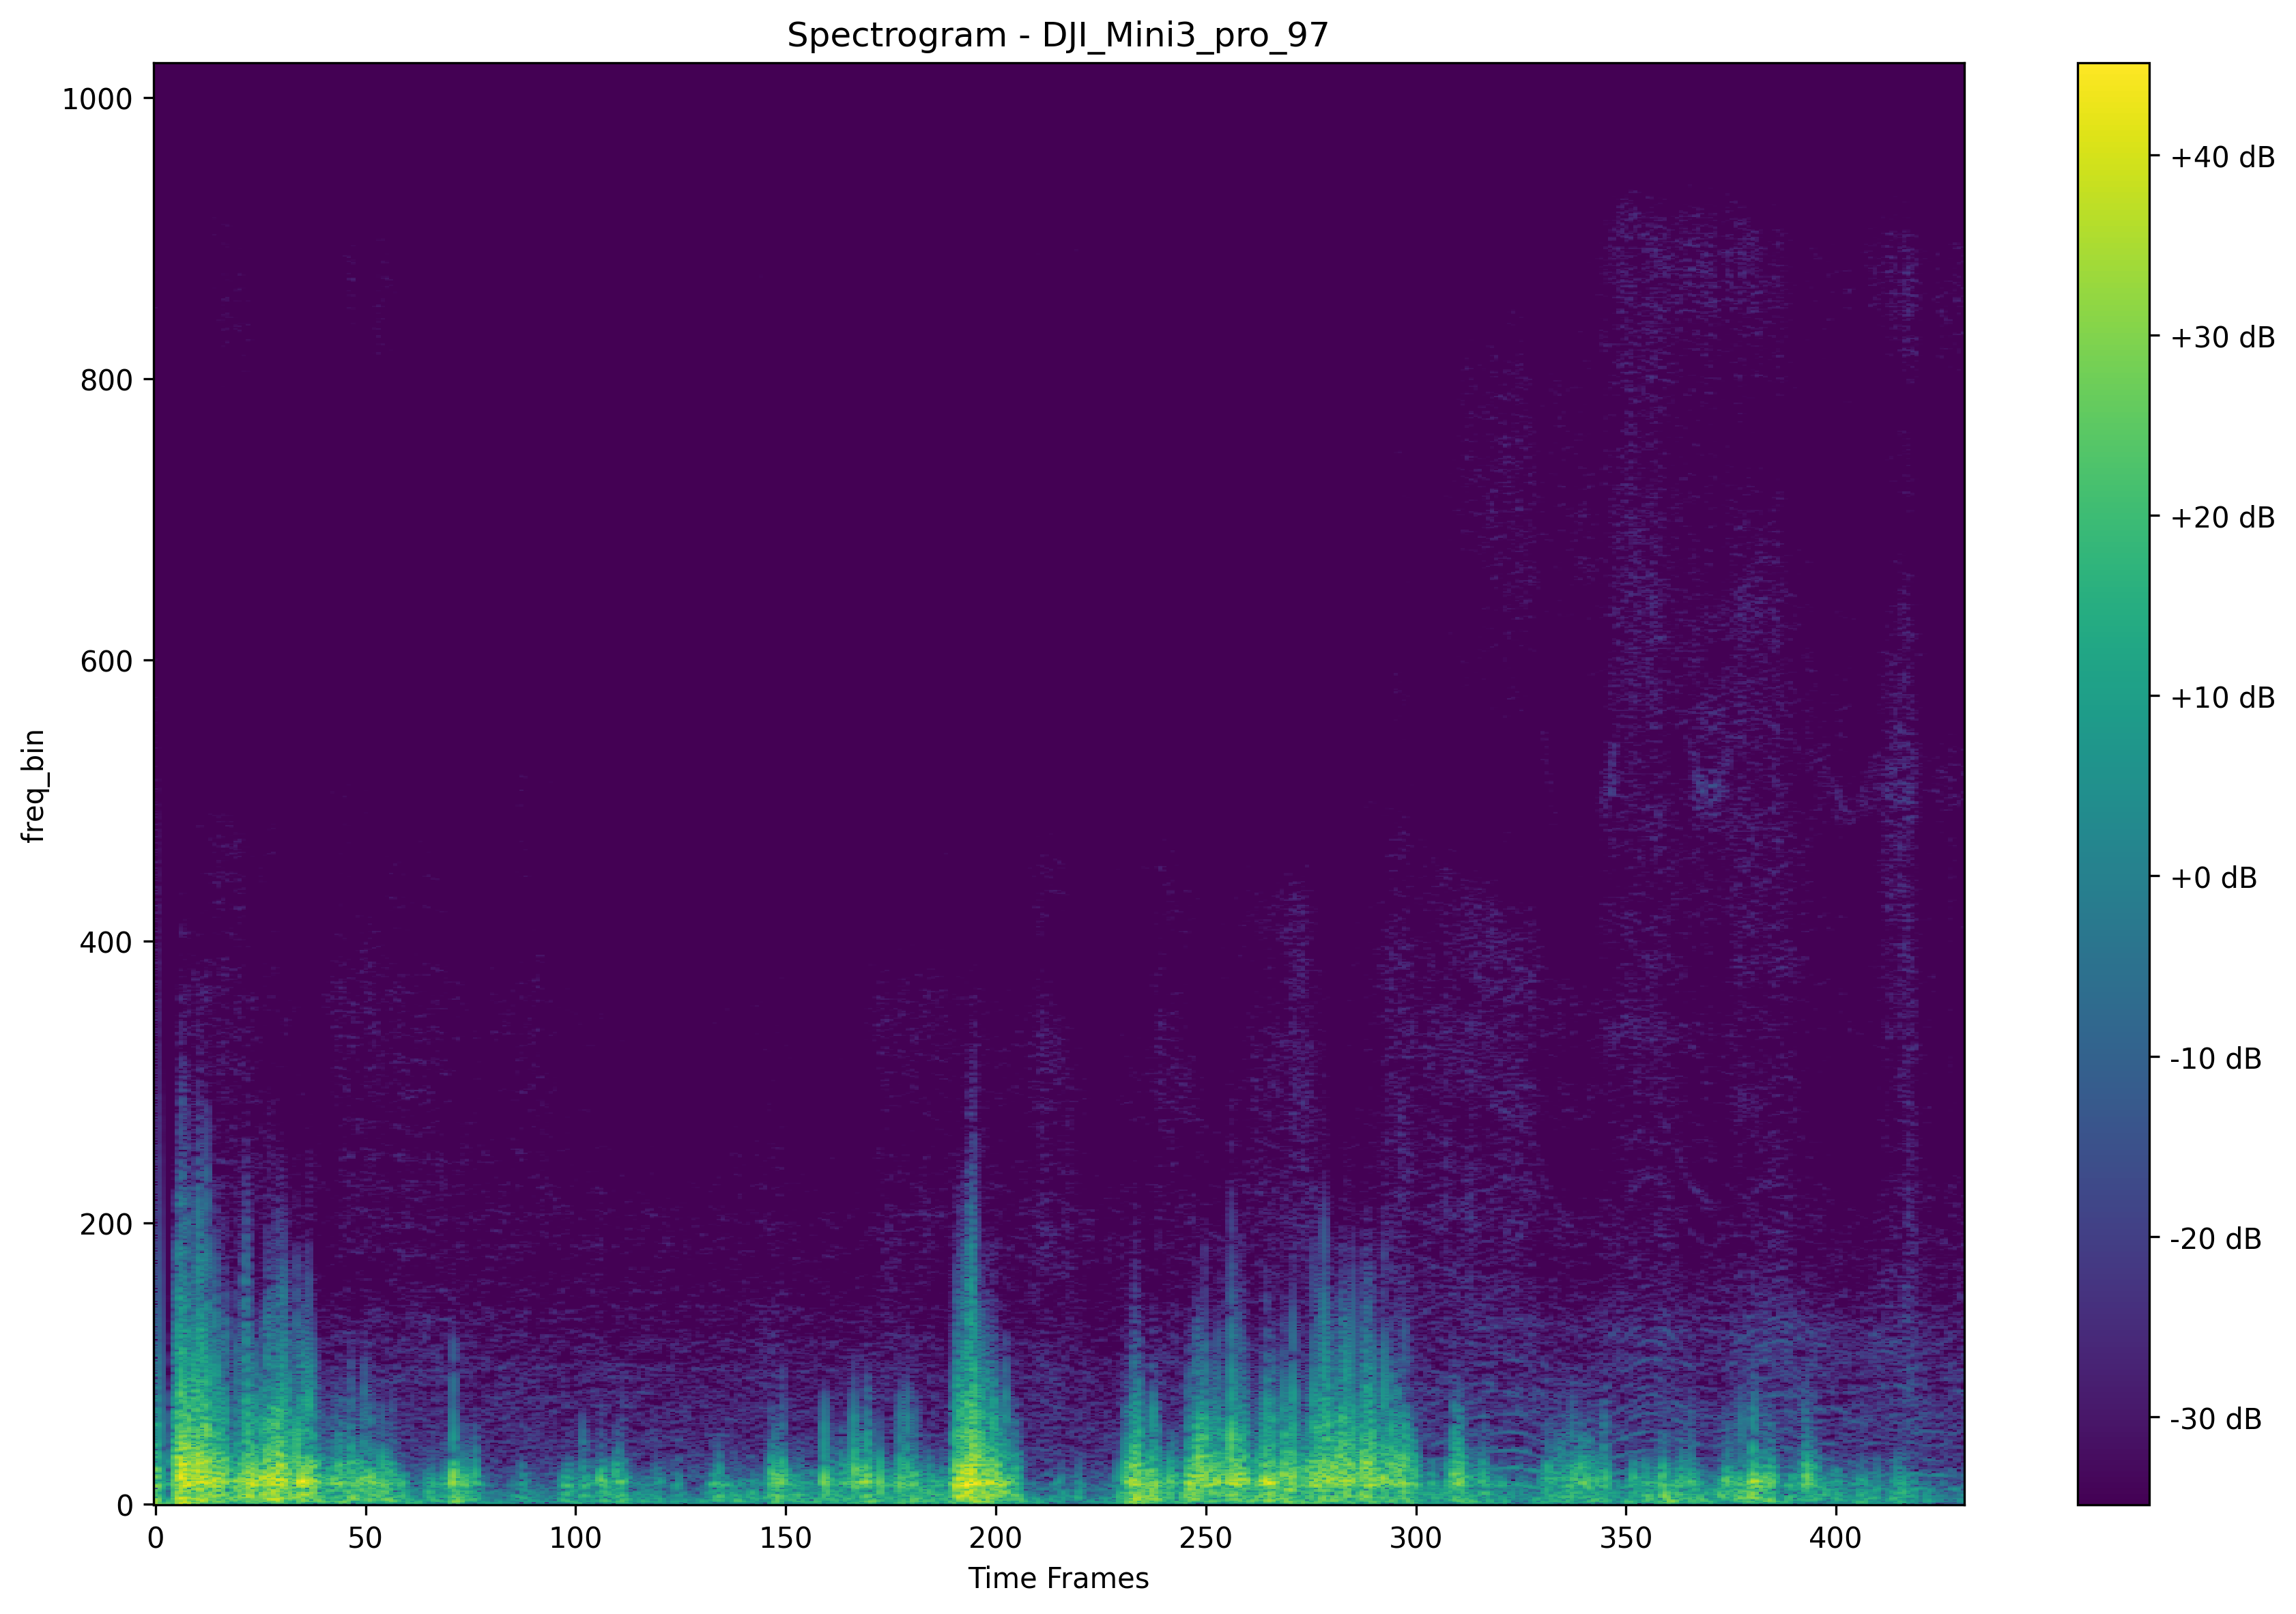 Spectrogram - DJI_Mini3_pro_97
1000
800
600
400
200
0
freq_bin
0 50 100 150 200 250 300 350 400
Time Frames
+40 dB
+30 dB
+20 dB
+10 dB
+0 dB
-10 dB
-20 dB
-30 dB